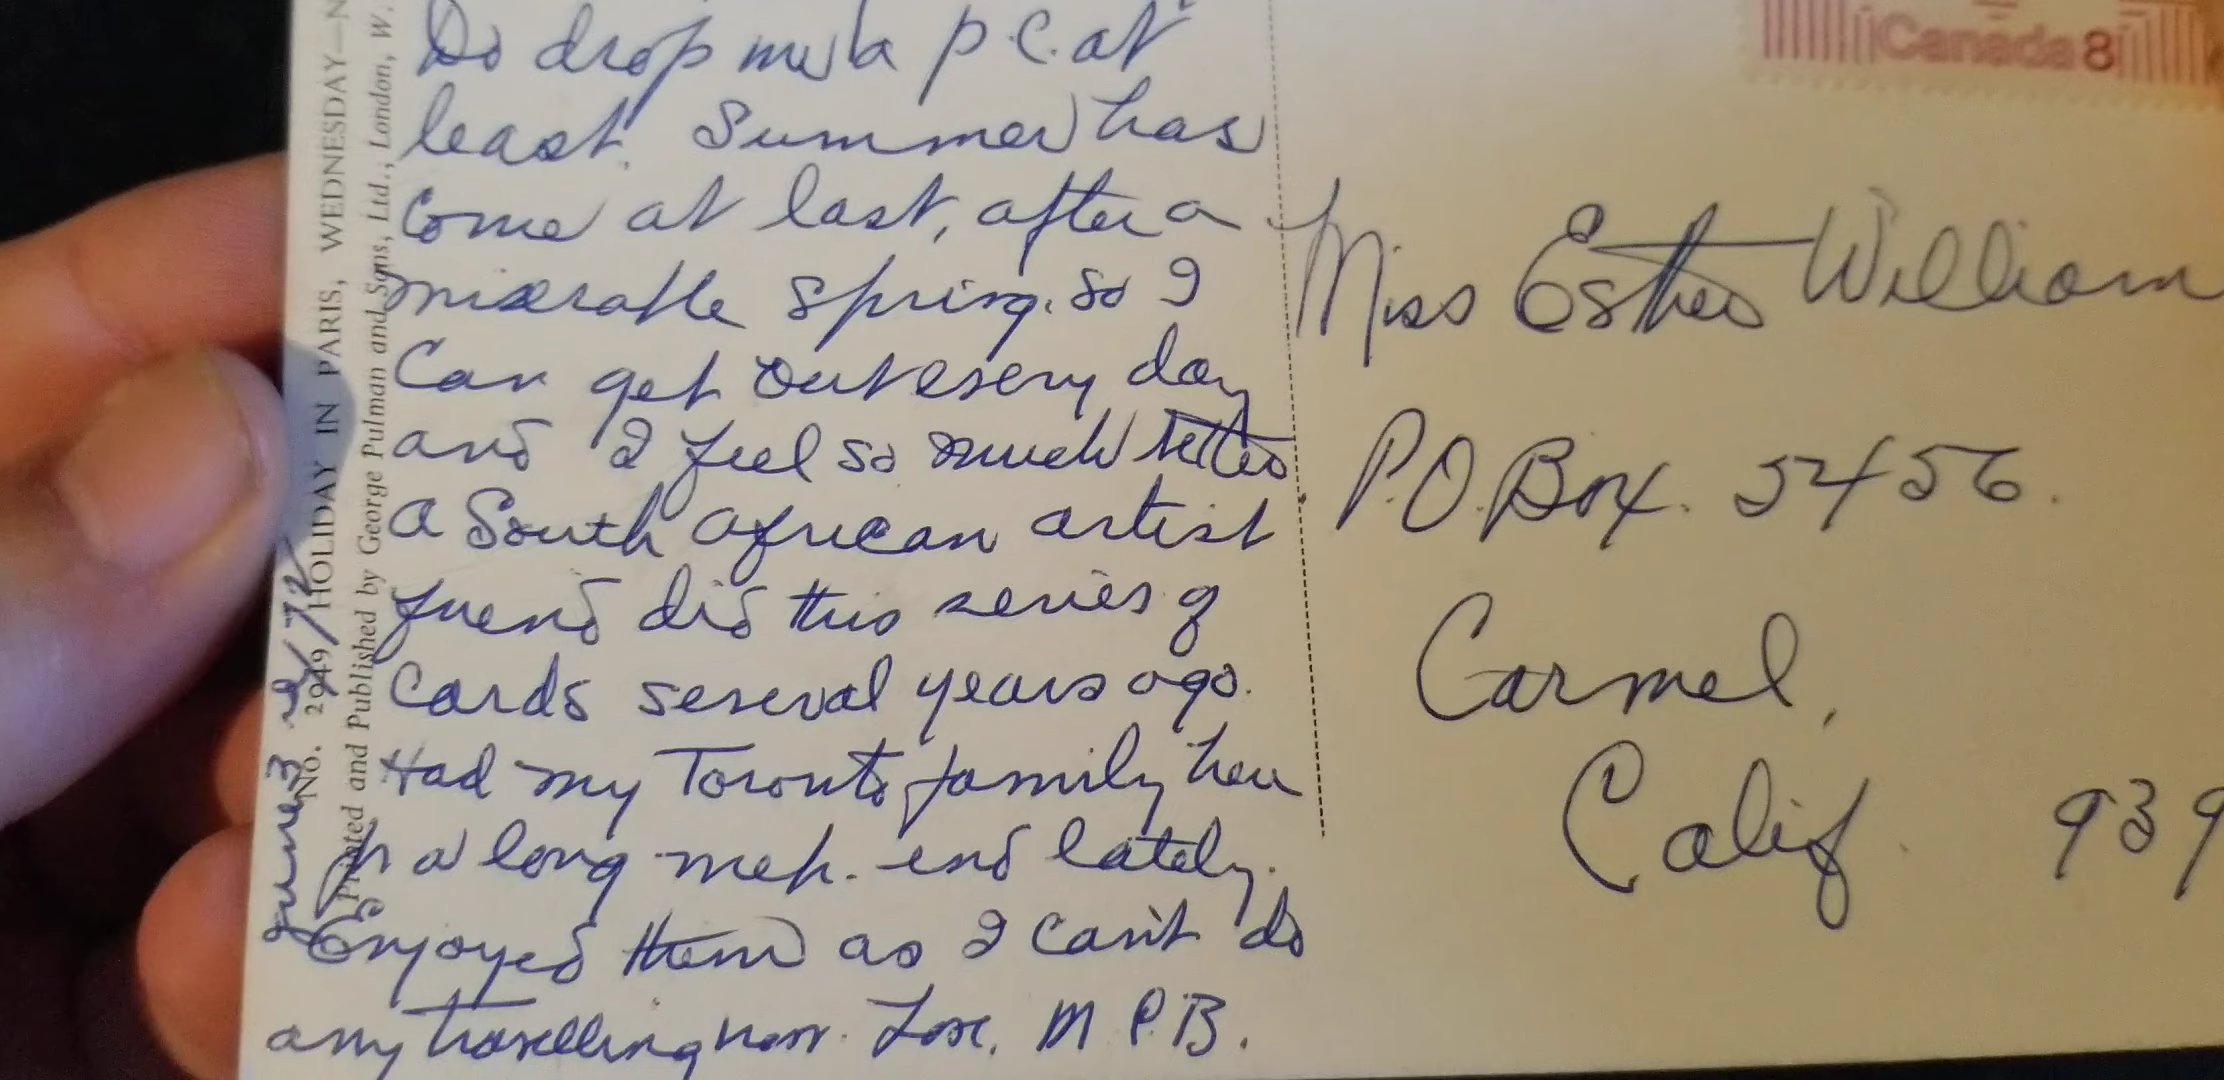 Do drop me a p.c. at
least. Summer has
come at last, after a
miserable spring. So I
can get out every day
and I feel so much better
A South African artist
friend did this series of
cards several years ago.
Had my Toronto family here
for a long wek. end lately.
Enjoyed them as I can't do
any travelling now. Love, M P.B.
June 3 /72
No. 2949 HOLIDAY IN PARIS, WEDNESDAY—N
Printed and Published by George Pulman and Sons, Ltd., London, W.
Canada 8
Miss Esther William
P.O. Box. 5456.
Carmel,
Calif. 939